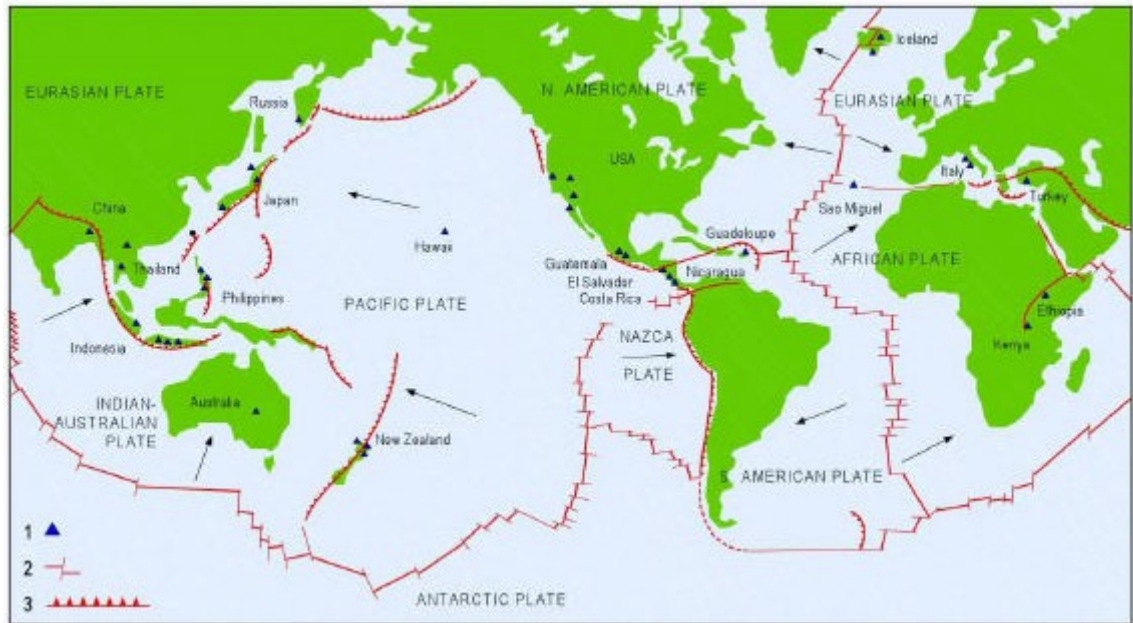 Iceland
EURASIAN PLATE
N. AMERICAN PLATE
EURASIAN PLATE
Russia
USA
Italy
Turkey
Japan
China
Sao Miguel
Hawaii
Guadeloupe
Thailand
Guatemala
Nicaragua
AFRICAN PLATE
El Salvador
Philippines
PACIFIC PLATE
Costa Rica
Ethiopia
NAZCA
PLATE
Kenya
Indonesia
INDIAN-
AUSTRALIAN
PLATE
Australia
New Zealand
S. AMERICAN PLATE
1
2
3
ANTARCTIC PLATE